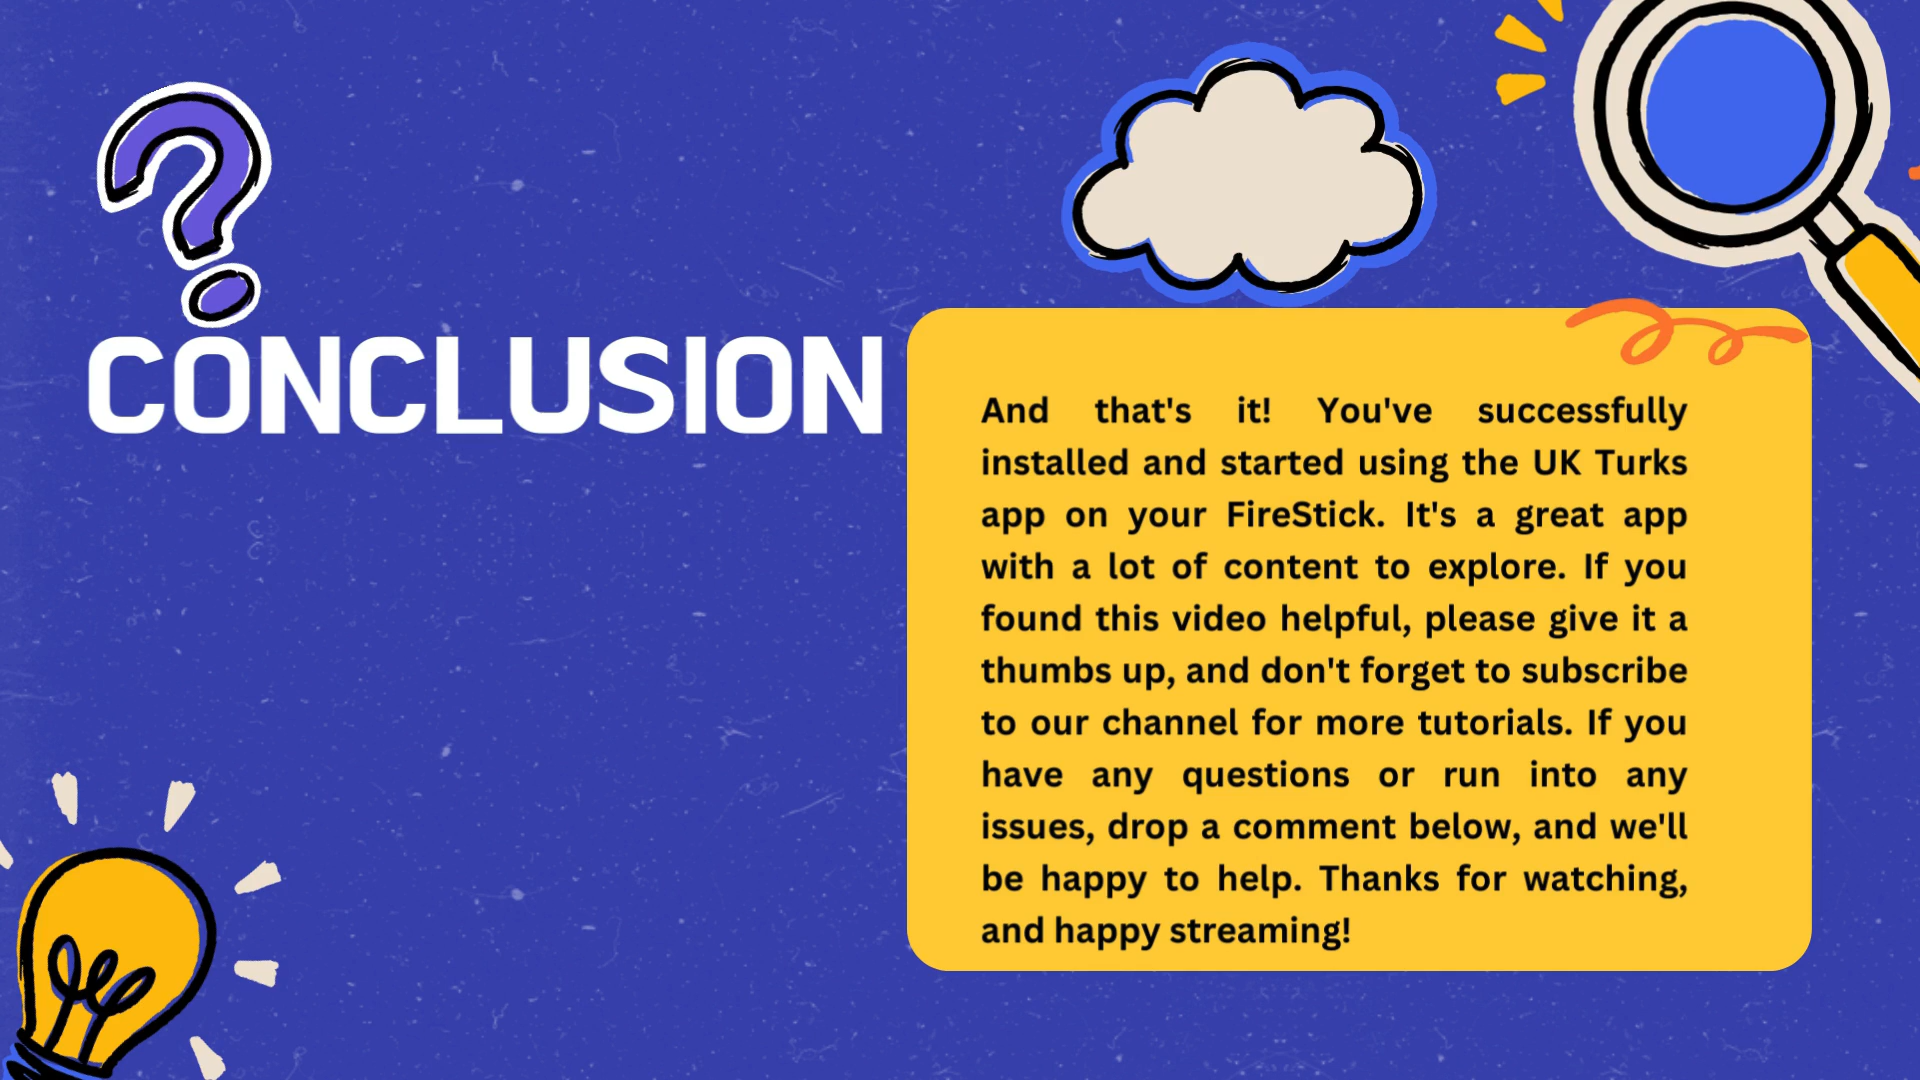 CONCLUSION
And that's it! You've successfully
installed and started using the UK Turks
app on your FireStick. It's a great app
with a lot of content to explore. If you
found this video helpful, please give it a
thumbs up, and don't forget to subscribe
to our channel for more tutorials. If you
have any questions or run into any
issues, drop a comment below, and we'll
be happy to help. Thanks for watching,
and happy streaming!